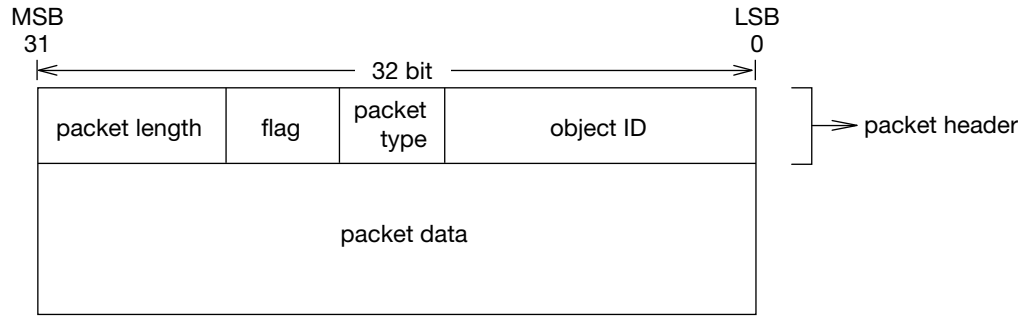 MSB LSB
31 0
32 bit
packet length flag packet type object ID packet header
packet data